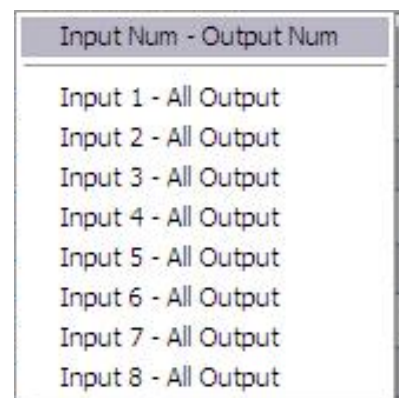 Input Num - Output Num
Input 1 - All Output
Input 2 - All Output
Input 3 - All Output
Input 4 - All Output
Input 5 - All Output
Input 6 - All Output
Input 7 - All Output
Input 8 - All Output